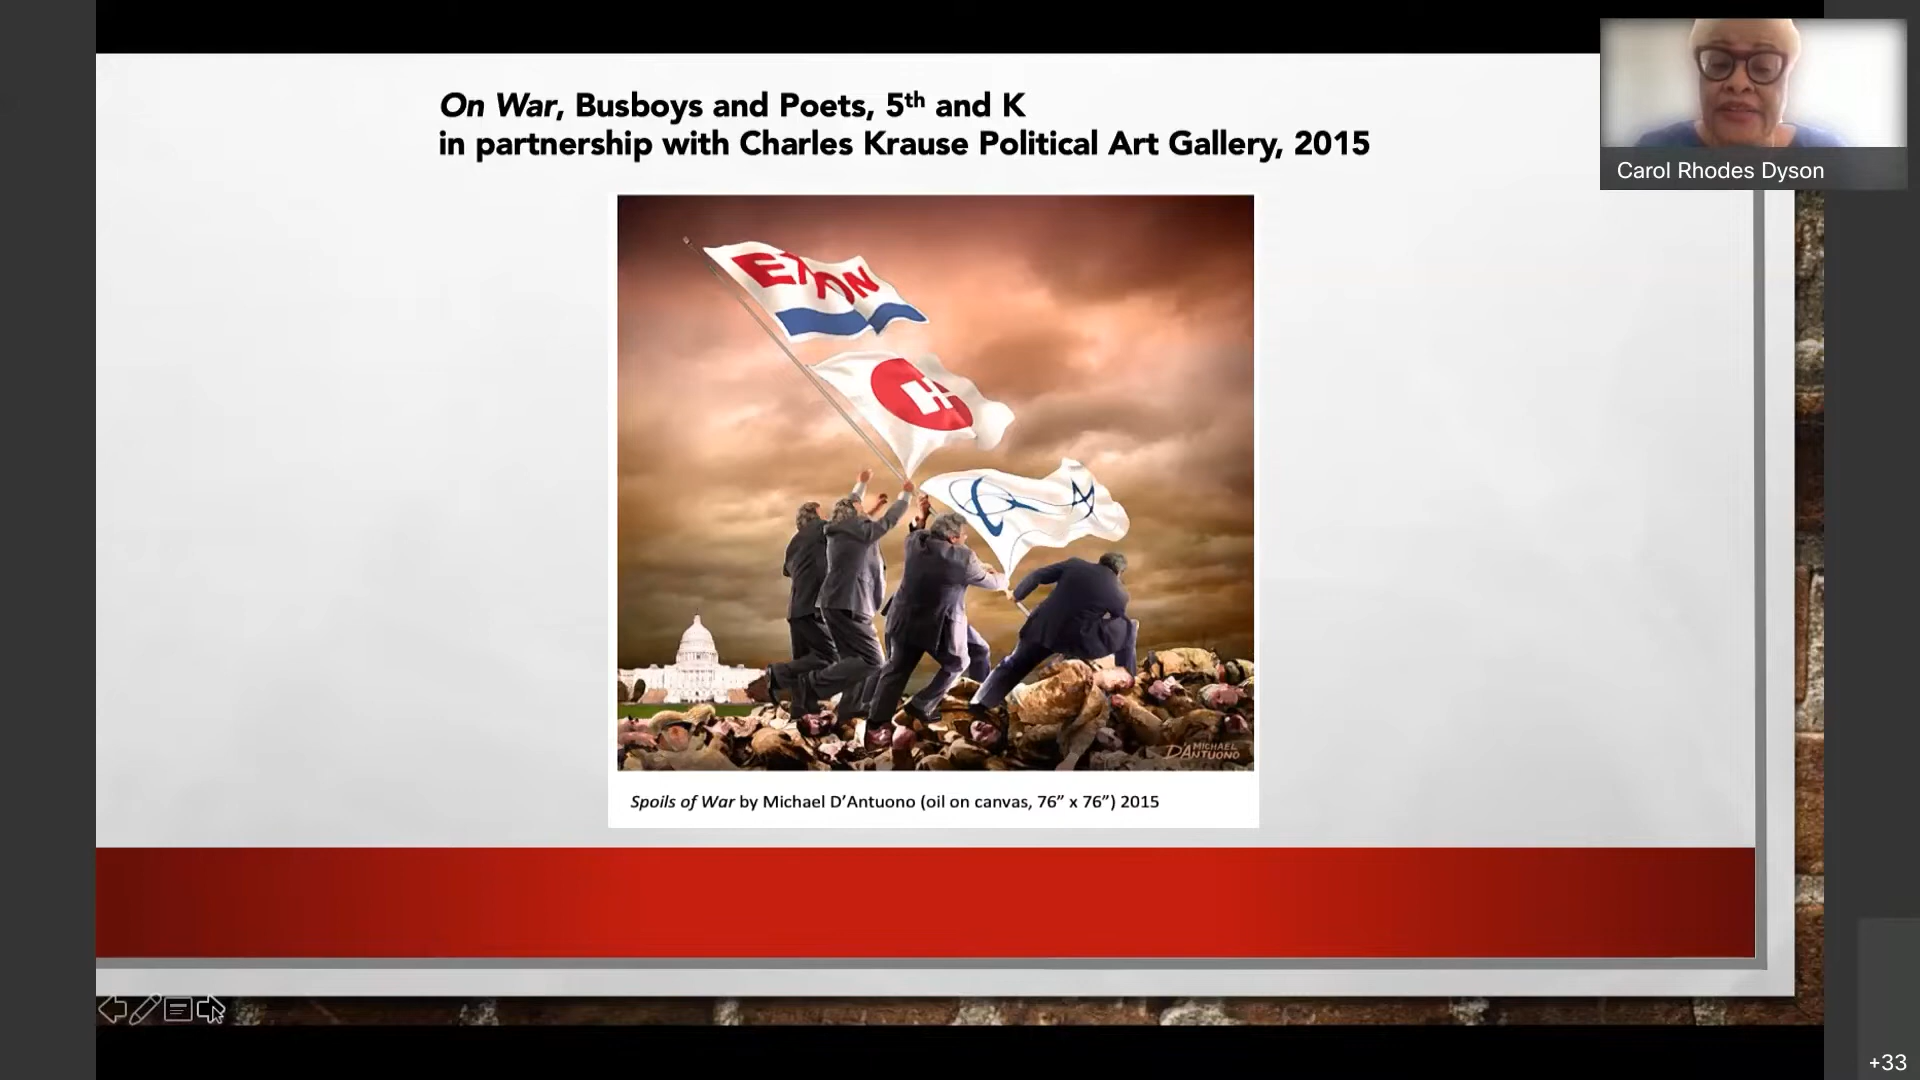 On War, Busboys and Poets, 5th and K
in partnership with Charles Krause Political Art Gallery, 2015
Carol Rhodes Dyson
EXXON
H
MICHAEL
D'ANTUONO
Spoils of War by Michael D’Antuono (oil on canvas, 76” x 76”) 2015
+33